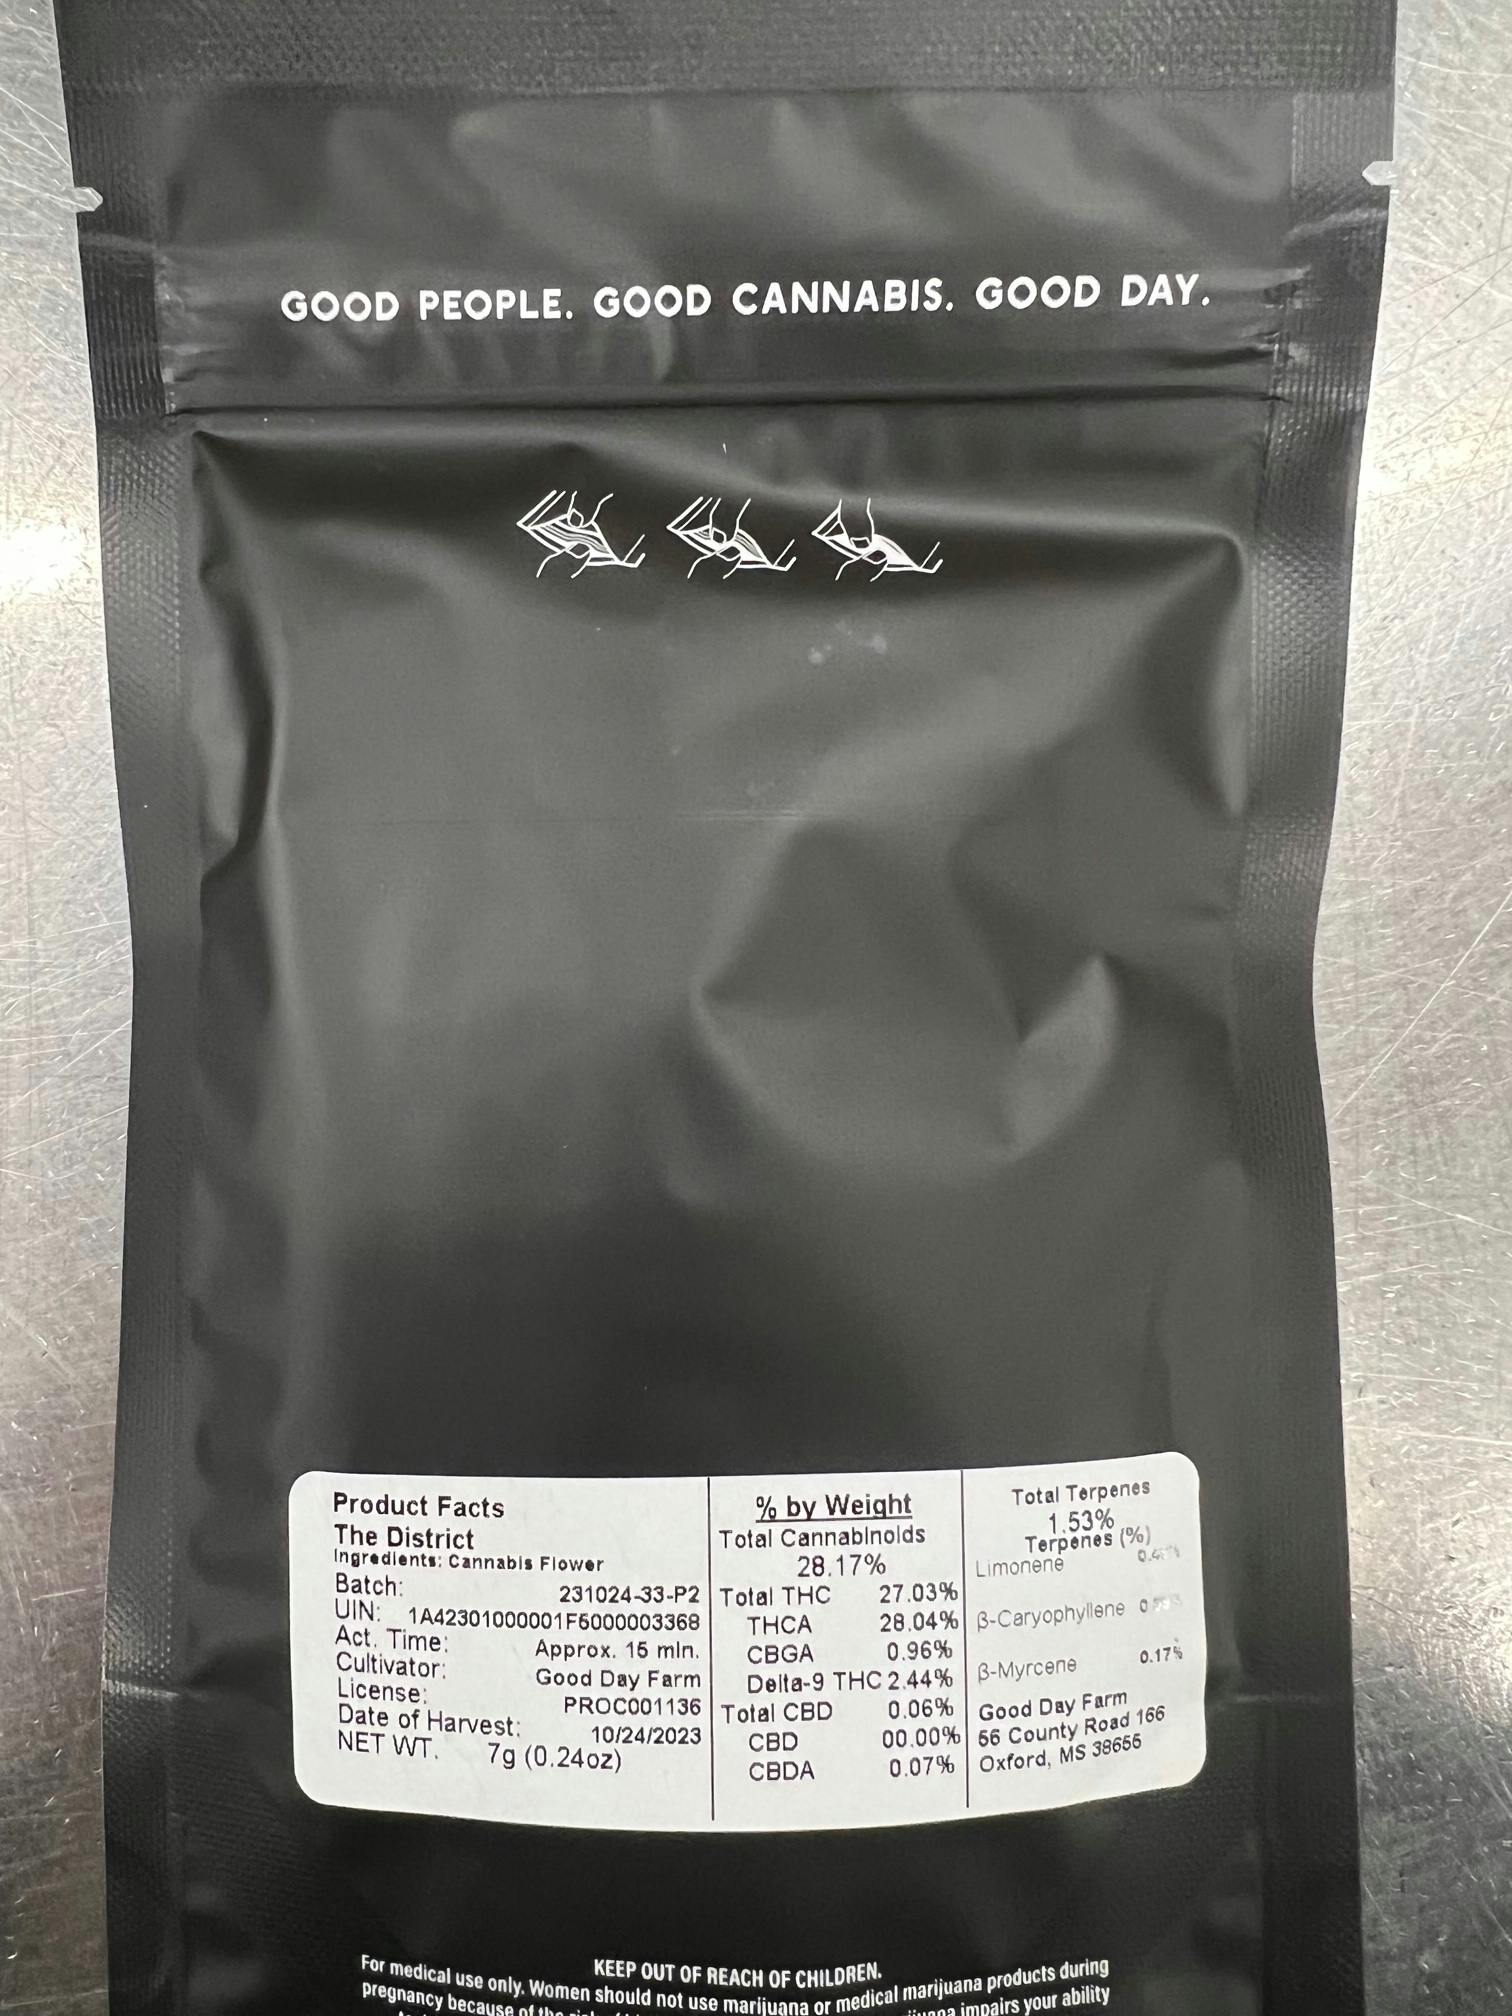 GOOD PEOPLE. GOOD CANNABIS. GOOD DAY.
Product Facts
The District
Ingredients: Cannabis Flower
Batch: 231024-33-P2
UIN: 1A42301000001F6000003368
Act. Time: Approx. 15 min.
Cultivator: Good Day Farm
License: PROC001136
Date of Harvest: 10/24/2023
NET WT. 7g (0.24oz)
% by Weight
Total Cannabinoids
28.17%
Total THC 27.03%
THCA 28.04%
CBGA 0.96%
Delta-9 THC 2.44%
Total CBD 0.06%
CBD 00.00%
CBDA 0.07%
Total Terpenes
1.53%
Terpenes (%)
Limonene
β-Caryophyllene
β-Myrcene 0.17%
Good Day Farm
56 County Road 166
Oxford, MS 38655
KEEP OUT OF REACH OF CHILDREN.
For medical use only. Women should not use marijuana or medical marijuana products during
pregnancy because of the impairs your ability